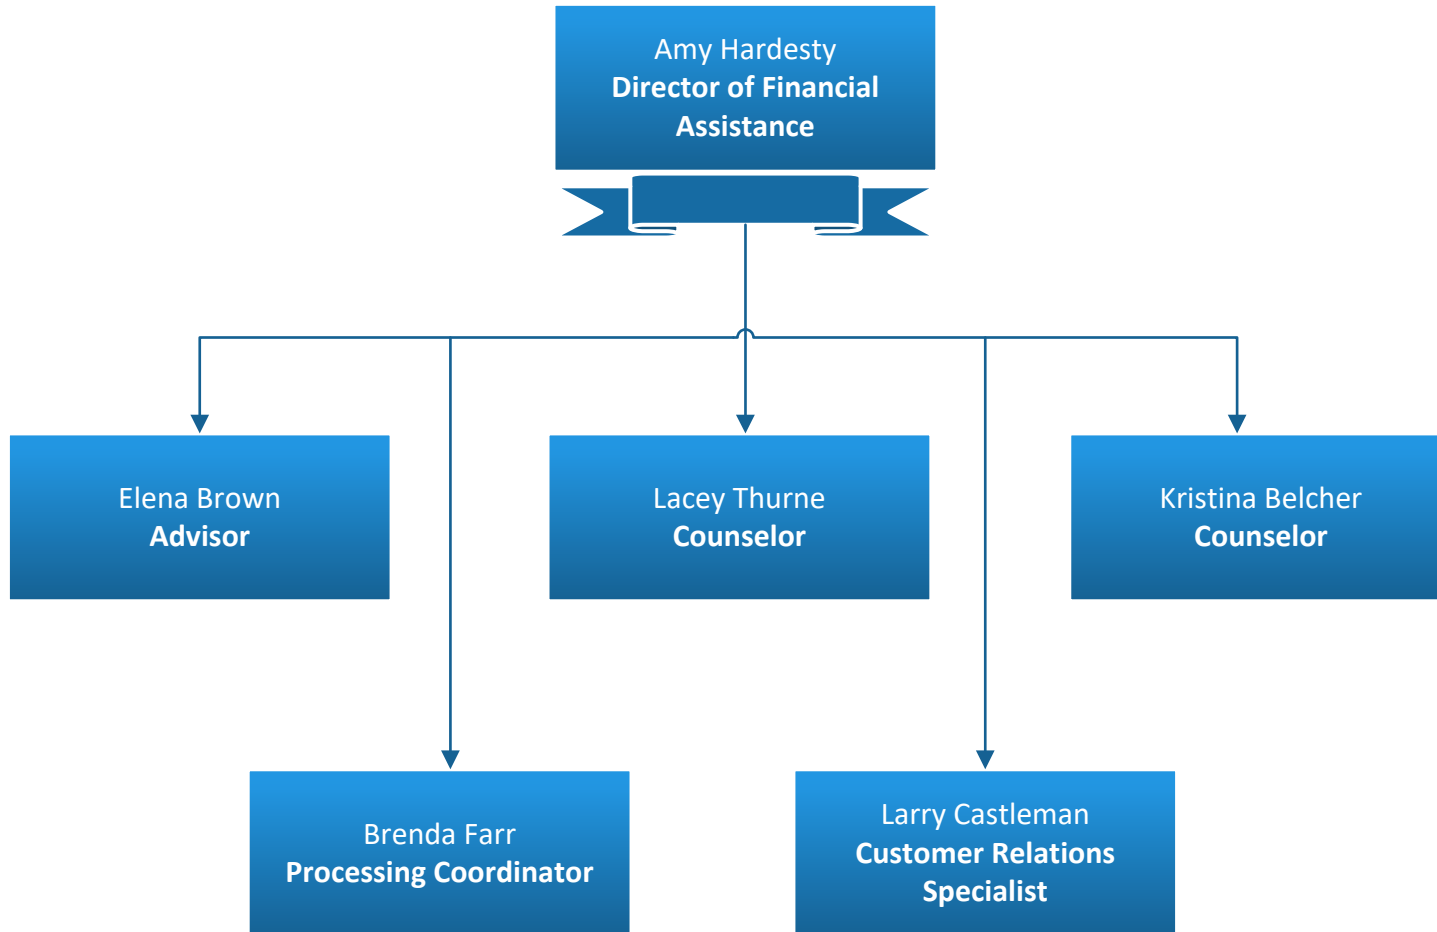 Amy Hardesty
Director of Financial
Assistance
Elena Brown
Advisor
Lacey Thurne
Counselor
Kristina Belcher
Counselor
Brenda Farr
Processing Coordinator
Larry Castleman
Customer Relations
Specialist